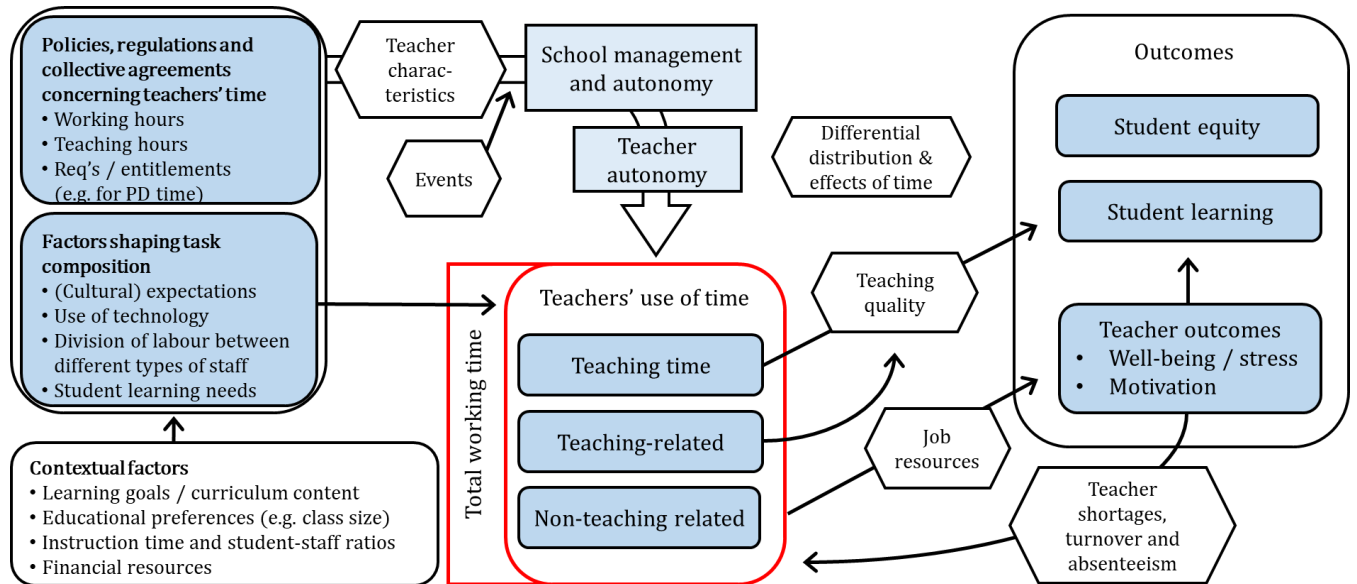 Policies, regulations and
collective agreements
concerning teachers' time
• Working hours
• Teaching hours
• Req's / entitlements
(e.g. for PD time)
Factors shaping task
composition
• (Cultural) expectations
• Use of technology
• Division of labour between
different types of staff
• Student learning needs
Contextual factors
• Learning goals / curriculum content
• Educational preferences (e.g. class size)
• Instruction time and student-staff ratios
• Financial resources
Teacher
charac-
teristics
Events
School management
and autonomy
Teacher
autonomy
Differential
distribution &
effects of time
Total working time
Teachers' use of time
Teaching time
Teaching-related
Non-teaching related
Teaching
quality
Job
resources
Outcomes
Student equity
Student learning
Teacher outcomes
• Well-being / stress
• Motivation
Teacher
shortages,
turnover and
absenteeism